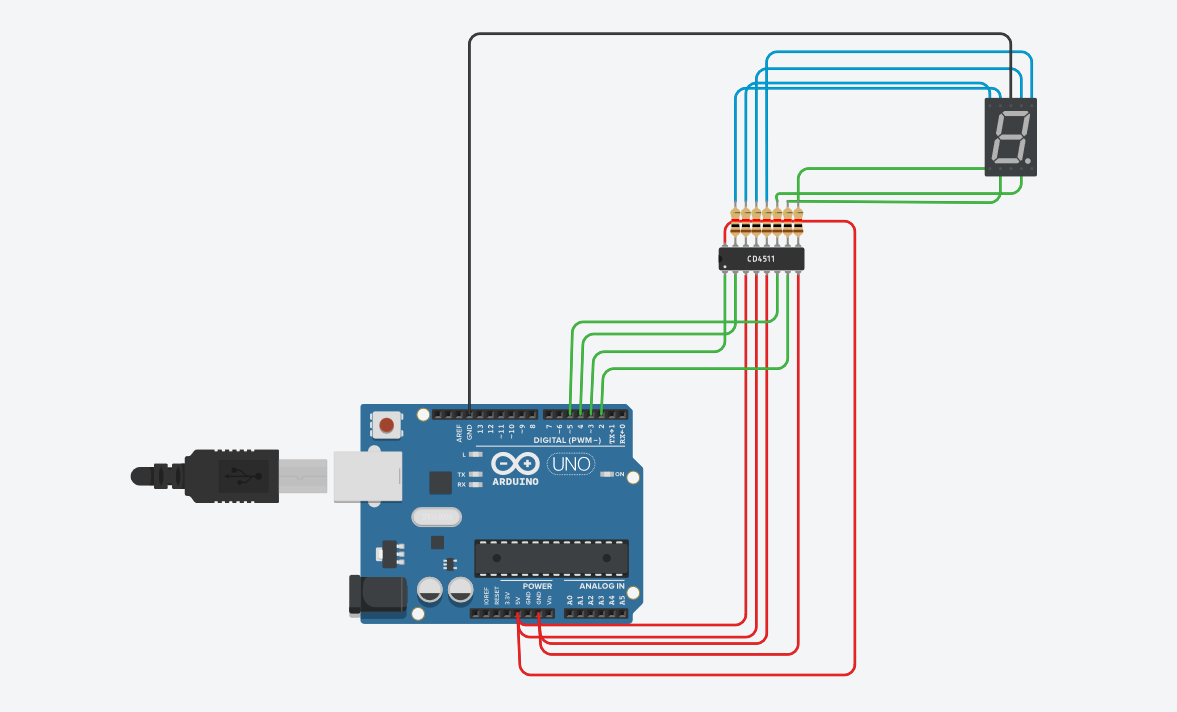 CD4511
AREF
GND
13
12
~11
~10
~9
8
7
~6
~5
4
~3
2
TX→1
RX←0
DIGITAL (PWM~)
L
TX
RX
UNO
ON
ARDUINO
POWER
ANALOG IN
IOREF
RESET
3.3V
5V
GND
GND
Vin
A0
A1
A2
A3
A4
A5